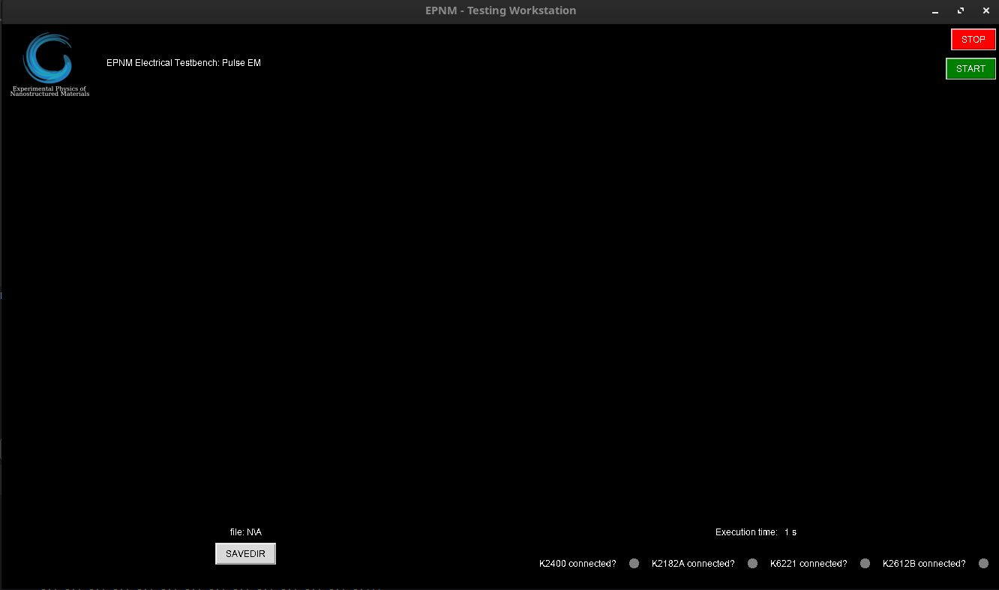 EPNM - Testing Workstation
STOP
Experimental Physics of
Nanostructured Materials
EPNM Electrical Testbench: Pulse EM
START
file: N\A
SAVEDIR
Execution time: 1 s
K2400 connected? K2182A connected? K6221 connected? K2612B connected?